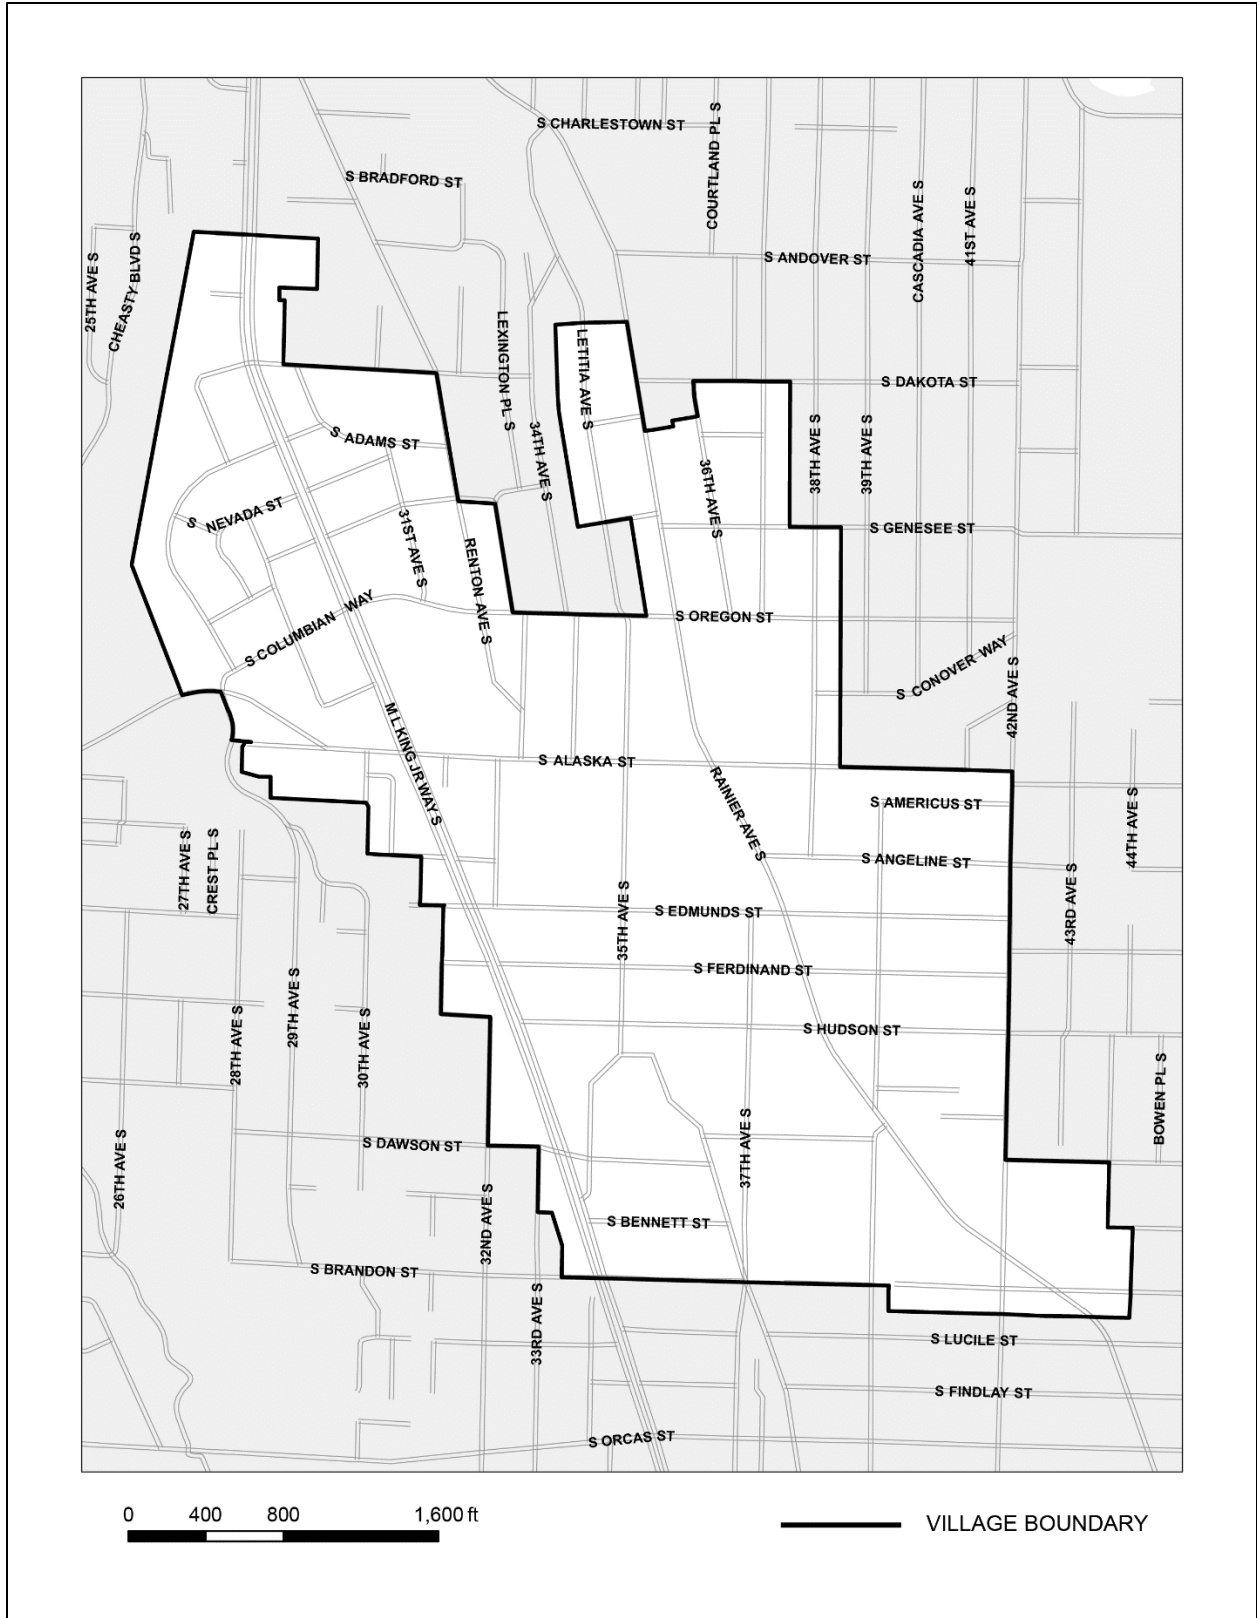 S CHARLESTOWN ST
COURTLAND PL S
S BRADFORD ST
CASCADIA AVE S
41ST AVE S
25TH AVE S
CHEASTY BLVD S
S ANDOVER ST
LEXINGTON PL S
LETITIA AVE S
S DAKOTA ST
S ADAMS ST
34TH AVE S
36TH AVE S
38TH AVE S
39TH AVE S
S NEVADA ST
31ST AVE S
RENTON AVE S
S GENESEE ST
S COLUMBIAN WAY
S OREGON ST
S CONOVER WAY
42ND AVE S
M L KING JR WAY S
S ALASKA ST
RAINIER AVE S
S AMERICUS ST
44TH AVE S
27TH AVE S
CREST PL S
S ANGELINE ST
43RD AVE S
35TH AVE S
S EDMUNDS ST
S FERDINAND ST
29TH AVE S
28TH AVE S
30TH AVE S
S HUDSON ST
BOWEN PL S
26TH AVE S
S DAWSON ST
37TH AVE S
32ND AVE S
S BENNETT ST
S BRANDON ST
33RD AVE S
S LUCILE ST
S FINDLAY ST
S ORCAS ST
0 400 800 1,600 ft
VILLAGE BOUNDARY